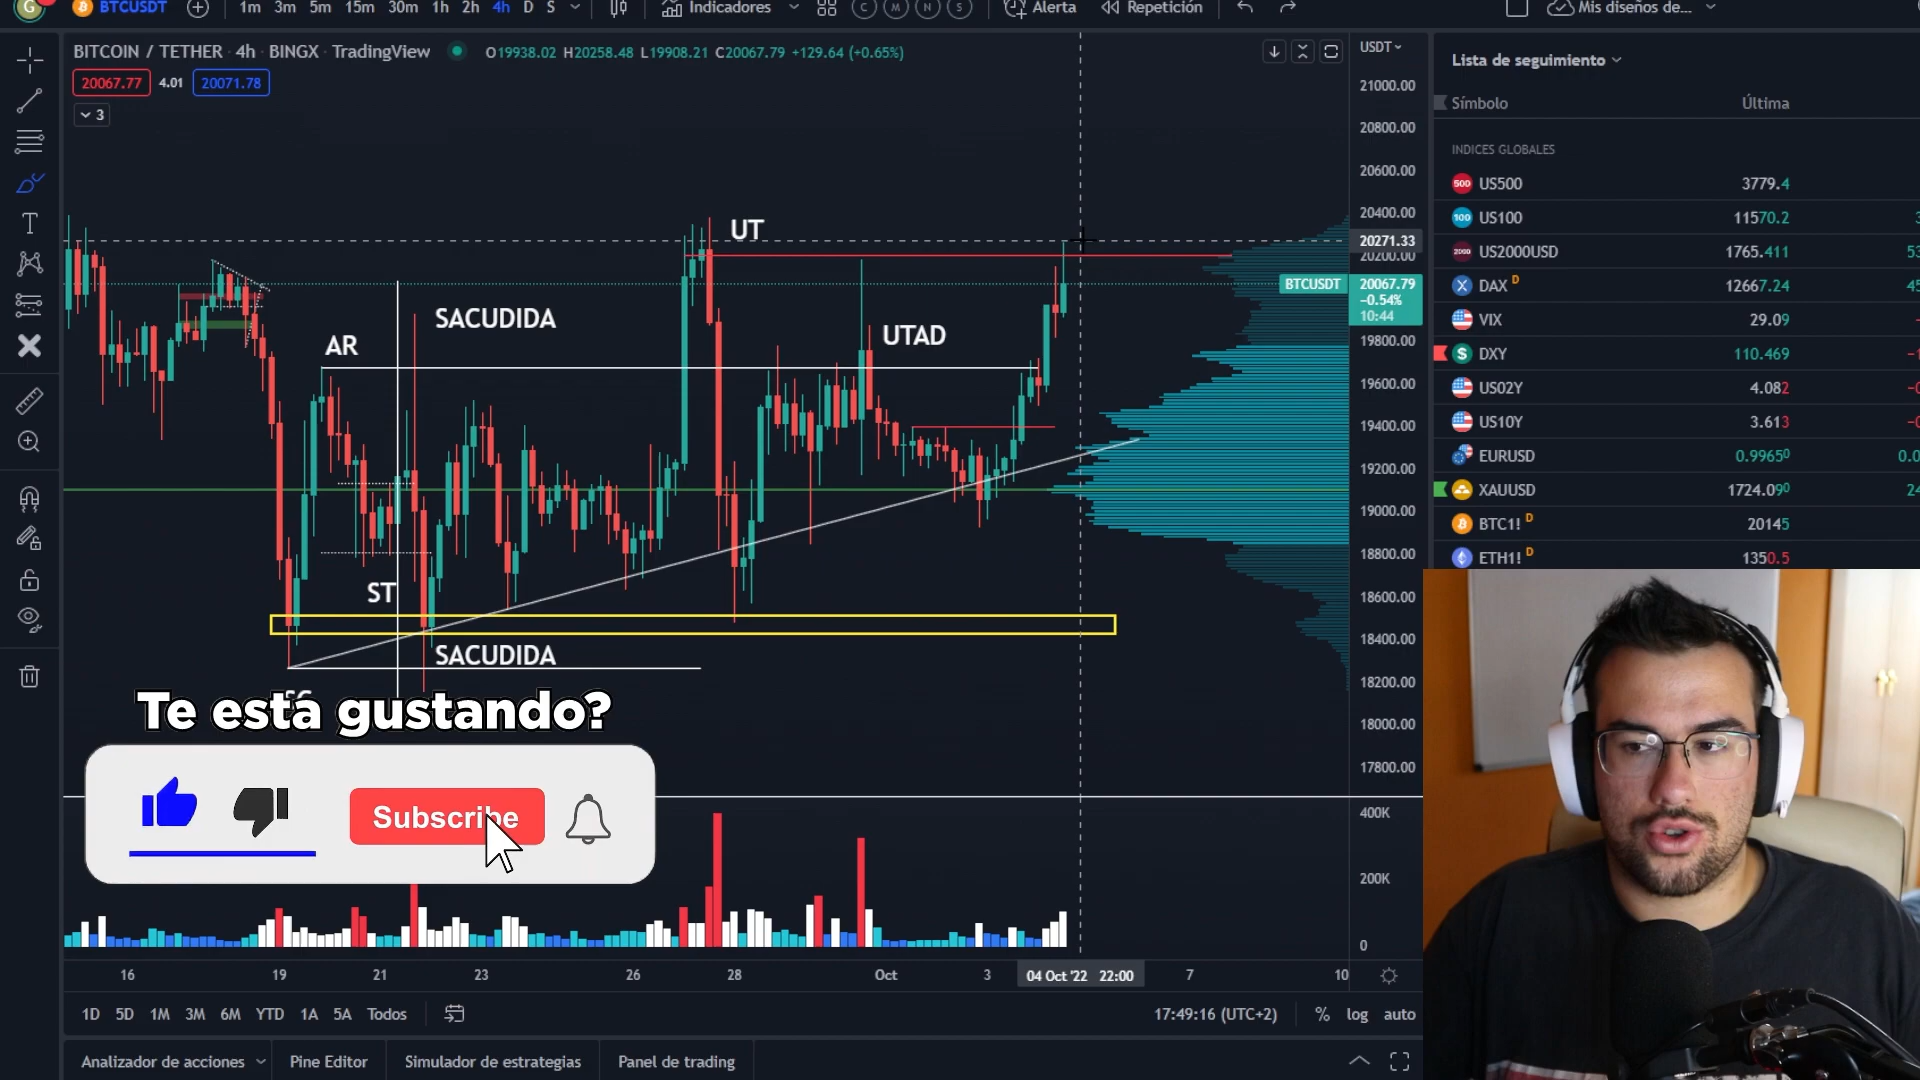 BTCUSDT 1m 3m 5m 15m 30m 1h 2h 4h D S Indicadores C M N S Alerta Repetición Mis diseños de...
BITCOIN / TETHER · 4h · BINGX · TradingView O19938.02 H20258.48 L19908.21 C20067.79 +129.64 (+0.65%)
20067.77 4.01 20071.78
3
USDT
21000.00
20800.00
20600.00
20400.00
20271.33
20200.00
BTCUSDT 20067.79
-0.54%
10:44
19800.00
19600.00
19400.00
19200.00
19000.00
18800.00
18600.00
18400.00
18200.00
18000.00
17800.00
400K
200K
0
UT
SACUDIDA
AR
UTAD
ST
SACUDIDA
Te está gustando?
Subscribe
16 19 21 23 26 28 Oct 3 04 Oct '22 22:00 7 10
1D 5D 1M 3M 6M YTD 1A 5A Todos 17:49:16 (UTC+2) % log auto
Analizador de acciones Pine Editor Simulador de estrategias Panel de trading
Lista de seguimiento
Símbolo Última
INDICES GLOBALES
US500 3779.4
US100 11570.2
US2000USD 1765.411
DAX D 12667.24
VIX 29.09
DXY 110.469
US02Y 4.082
US10Y 3.613
EURUSD 0.99650
XAUUSD 1724.090
BTC1! D 20145
ETH1! D 1350.5